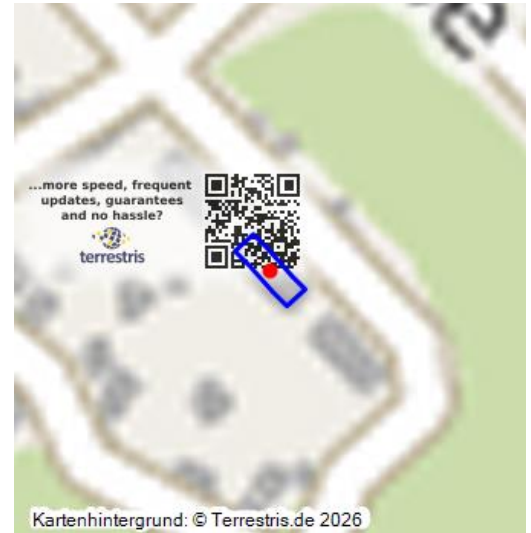 ...more speed, frequent
updates, guarantees
and no hassle?
terrestris
Kartenhintergrund: © Terrestris.de 2026